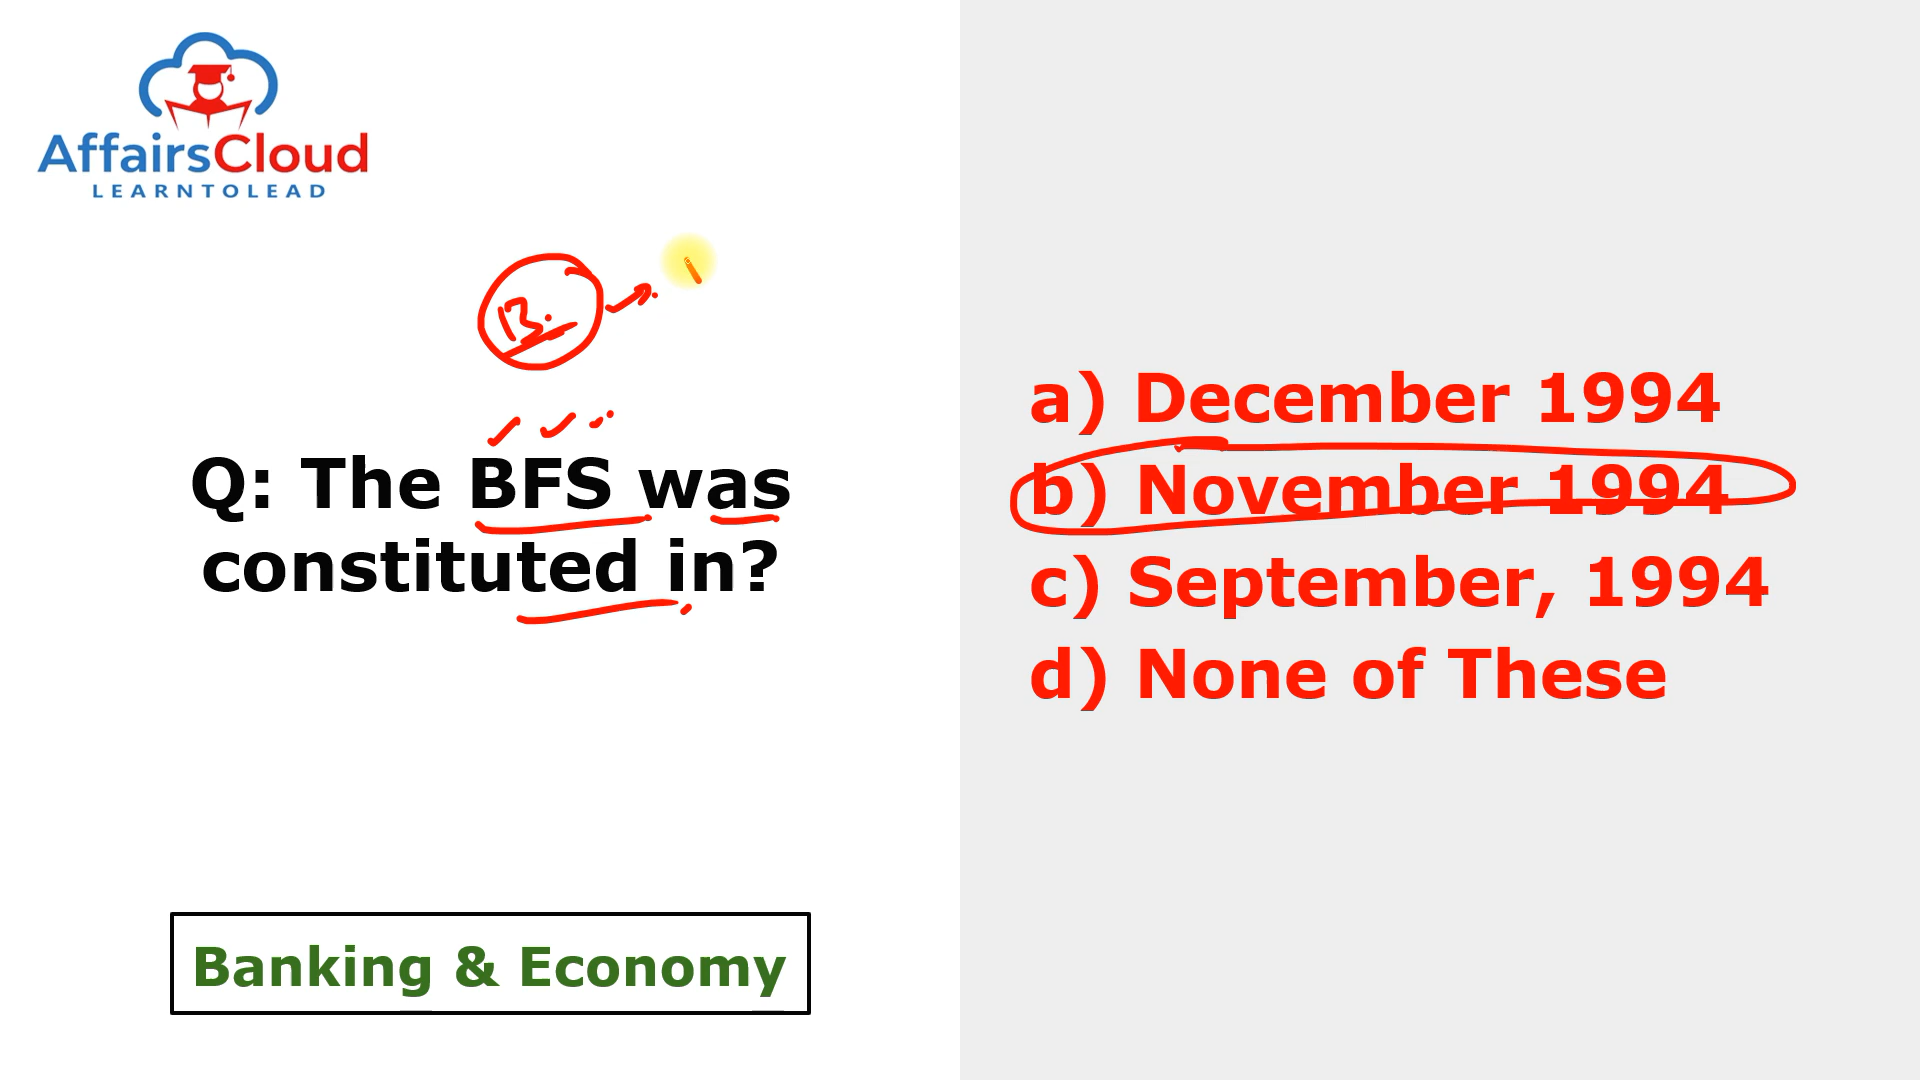 AffairsCloud
LEARNTOLEAD
B.
Q: The BFS was
constituted in?
a) December 1994
b) November 1994
c) September, 1994
d) None of These
Banking & Economy